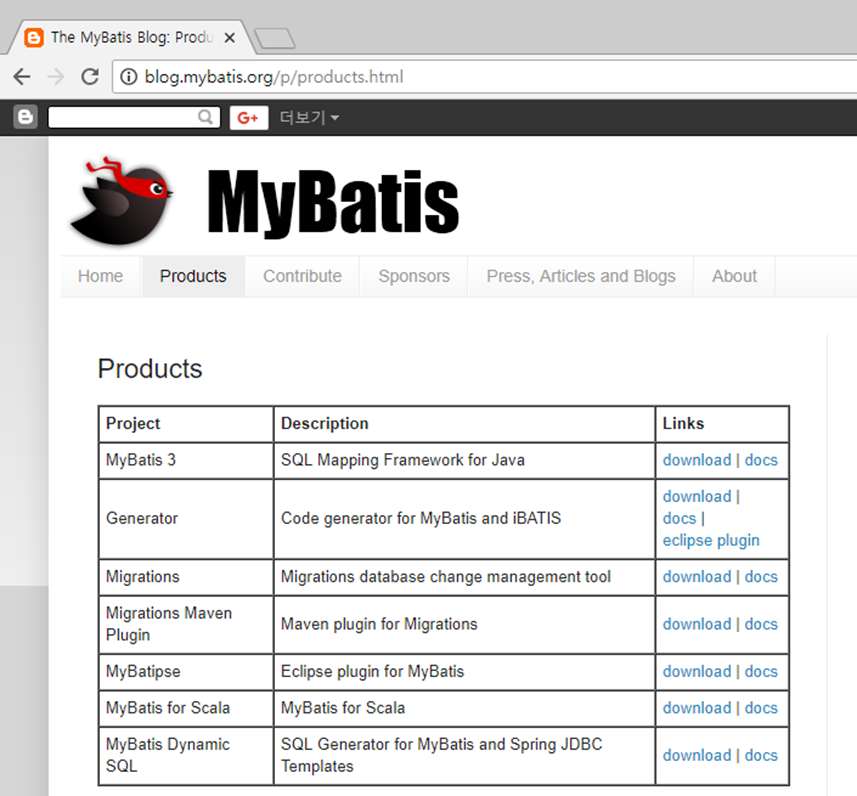 The MyBatis Blog: Produ
blog.mybatis.org/p/products.html
G+ 더보기
MyBatis
Home Products Contribute Sponsors Press, Articles and Blogs About
Products
Project Description Links
MyBatis 3 SQL Mapping Framework for Java download | docs
Generator Code generator for MyBatis and iBATIS download |
docs |
eclipse plugin
Migrations Migrations database change management tool download | docs
Migrations Maven
Plugin Maven plugin for Migrations download | docs
MyBatipse Eclipse plugin for MyBatis download | docs
MyBatis for Scala MyBatis for Scala download | docs
MyBatis Dynamic
SQL SQL Generator for MyBatis and Spring JDBC
Templates download | docs